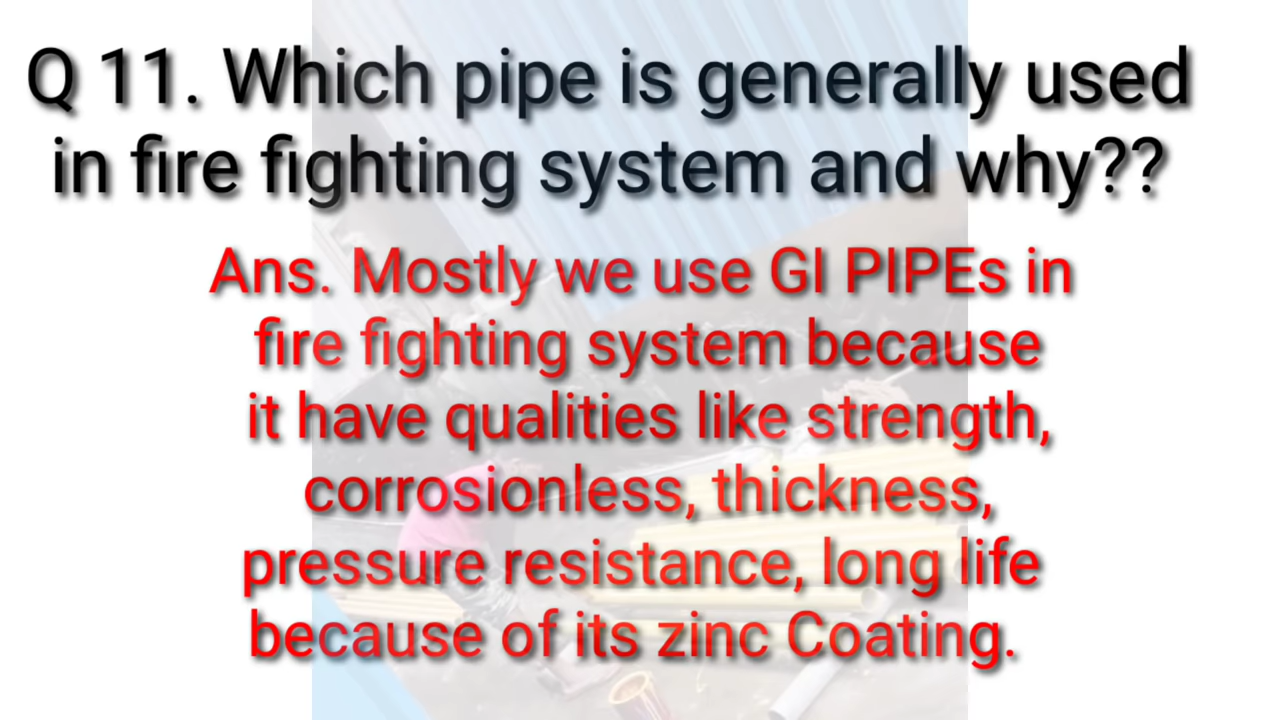 Q 11. Which pipe is generally used
in fire fighting system and why??
Ans. Mostly we use GI PIPEs in
fire fighting system because
it have qualities like strength,
corrosionless, thickness,
pressure resistance, long life
because of its zinc Coating.